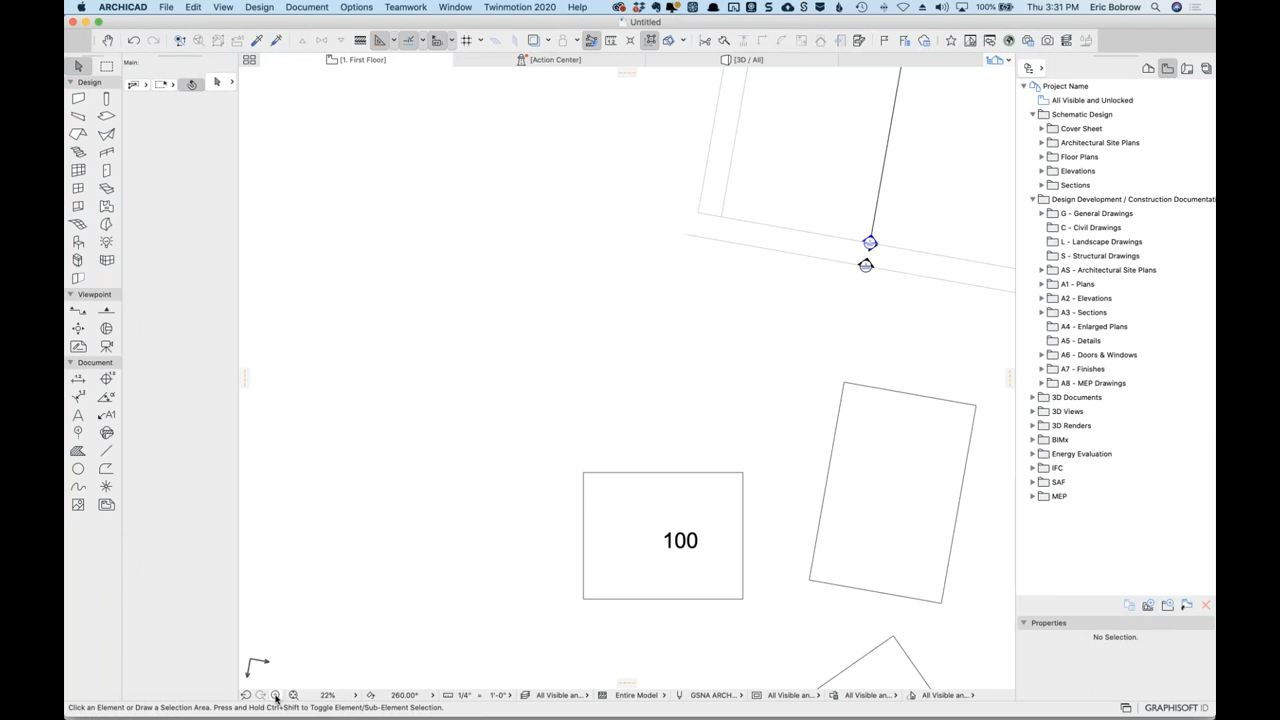 ARCHICAD File Edit View Design Document Options Teamwork Window Twinmotion 2020 Help 100% Thu 3:31 PM Eric Bobrow
Untitled
Main:
[1. First Floor] [Action Center] [3D / All]
Design
Viewpoint
Document
A1
100
Project Name
All Visible and Unlocked
Schematic Design
Cover Sheet
Architectural Site Plans
Floor Plans
Elevations
Sections
Design Development / Construction Documentat
G - General Drawings
C - Civil Drawings
L - Landscape Drawings
S - Structural Drawings
AS - Architectural Site Plans
A1 - Plans
A2 - Elevations
A3 - Sections
A4 - Enlarged Plans
A5 - Details
A6 - Doors & Windows
A7 - Finishes
A8 - MEP Drawings
3D Documents
3D Views
3D Renders
BIMx
Energy Evaluation
IFC
SAF
MEP
Properties
No Selection.
22% 260.00° 1/4" = 1'-0" All Visible an... Entire Model GSNA ARCH... All Visible an... All Visible an... All Visible an...
Click an Element or Draw a Selection Area. Press and Hold Ctrl+Shift to Toggle Element/Sub-Element Selection.
GRAPHISOFT ID